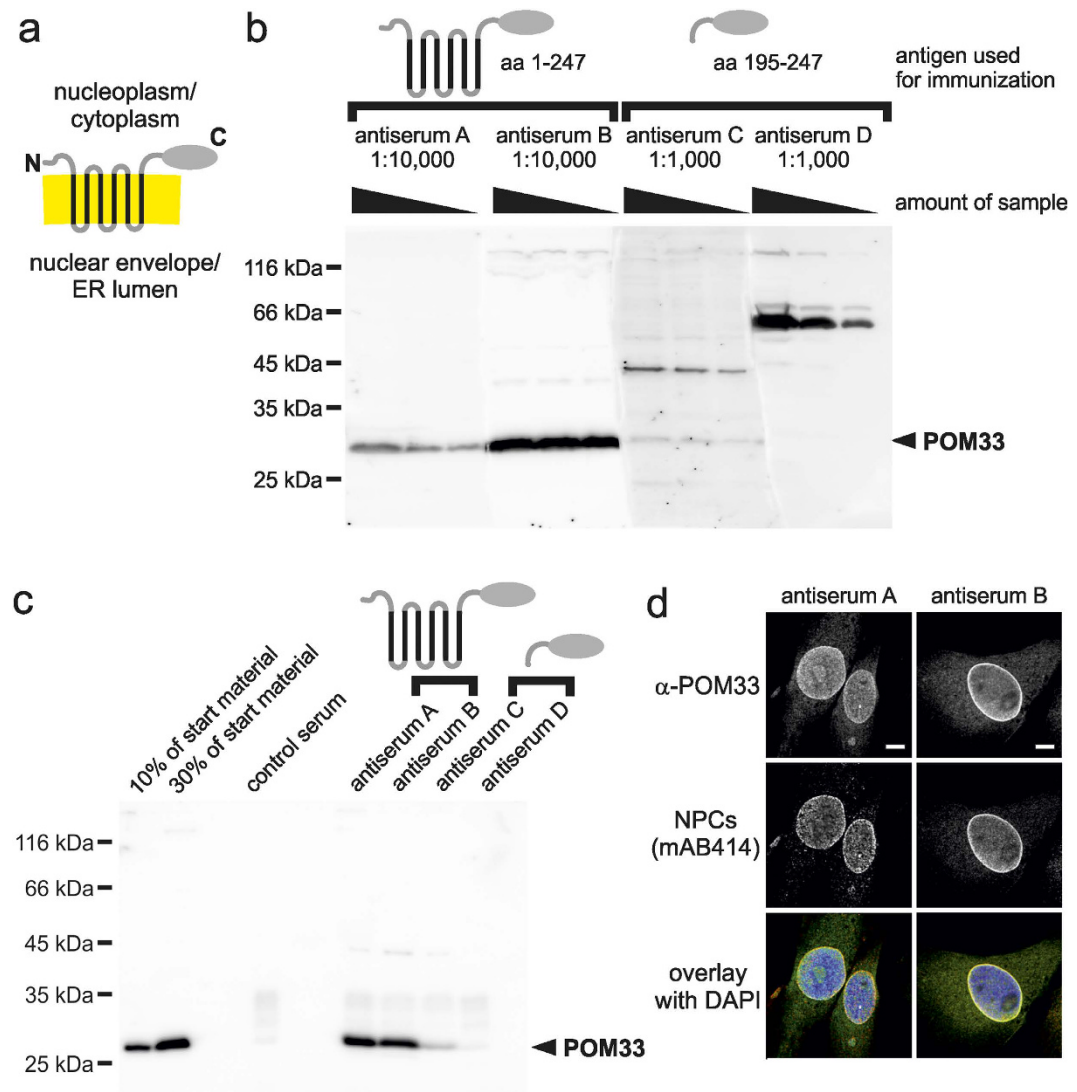 a
nucleoplasm/
cytoplasm
N
C
nuclear envelope/
ER lumen
b
aa 1-247
aa 195-247
antigen used
for immunization
antiserum A
1:10,000
antiserum B
1:10,000
antiserum C
1:1,000
antiserum D
1:1,000
amount of sample
116 kDa
66 kDa
45 kDa
35 kDa
25 kDa
POM33
c
10% of start material
30% of start material
control serum
antiserum A
antiserum B
antiserum C
antiserum D
116 kDa
66 kDa
45 kDa
35 kDa
25 kDa
POM33
d
antiserum A
antiserum B
α-POM33
NPCs
(mAB414)
overlay
with DAPI